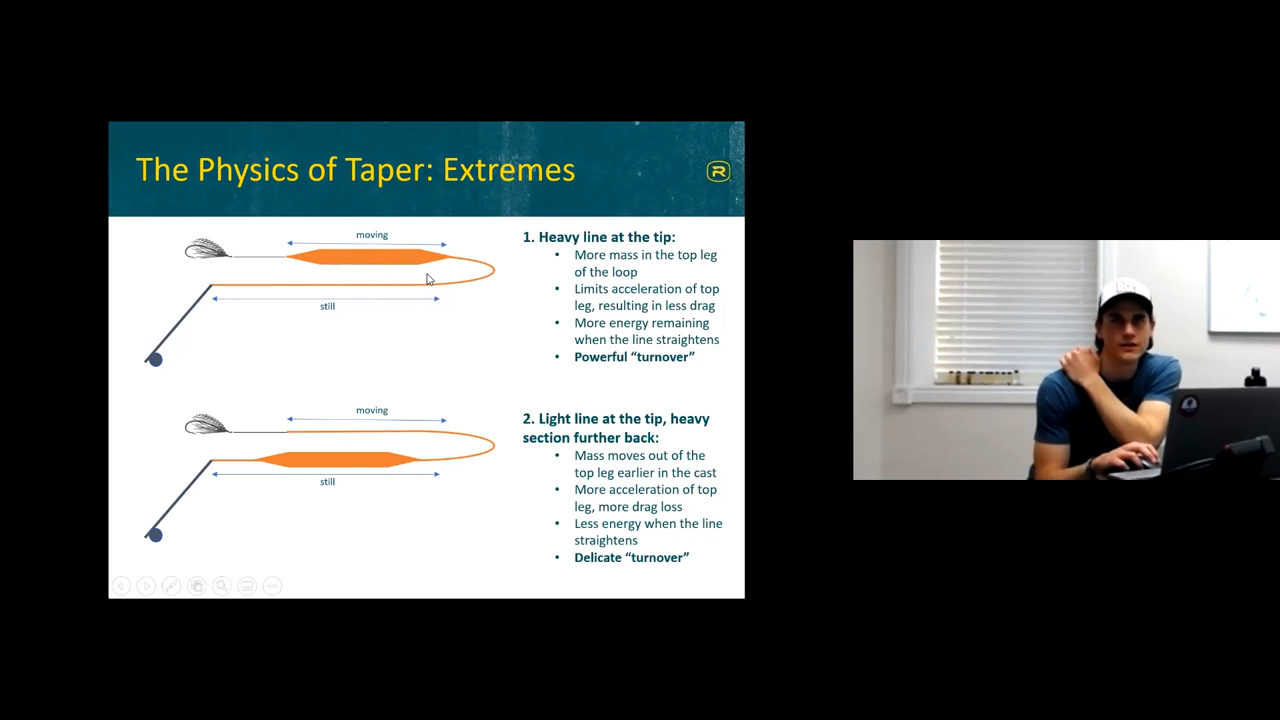 The Physics of Taper: Extremes
R
moving
still
1. Heavy line at the tip:
• More mass in the top leg
of the loop
• Limits acceleration of top
leg, resulting in less drag
• More energy remaining
when the line straightens
• Powerful “turnover”
moving
still
2. Light line at the tip, heavy
section further back:
• Mass moves out of the
top leg earlier in the cast
• More acceleration of top
leg, more drag loss
• Less energy when the line
straightens
• Delicate “turnover”